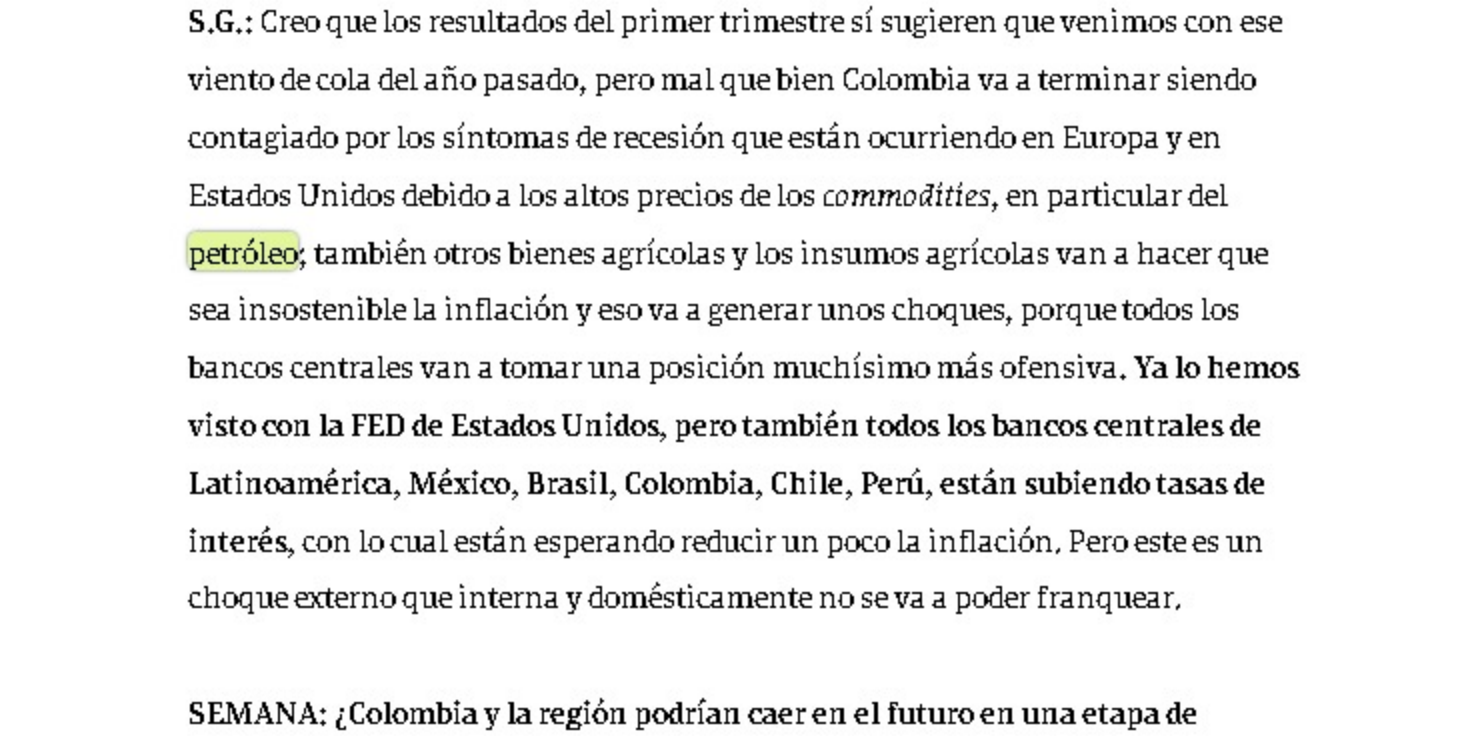 S.G.: Creo que los resultados del primer trimestre sí sugieren que venimos con ese
viento de cola del año pasado, pero mal que bien Colombia va a terminar siendo
contagiado por los síntomas de recesión que están ocurriendo en Europa y en
Estados Unidos debido a los altos precios de los commodities, en particular del
petróleo; también otros bienes agrícolas y los insumos agrícolas van a hacer que
sea insostenible la inflación y eso va a generar unos choques, porque todos los
bancos centrales van a tomar una posición muchísimo más ofensiva. Ya lo hemos
visto con la FED de Estados Unidos, pero también todos los bancos centrales de
Latinoamérica, México, Brasil, Colombia, Chile, Perú, están subiendo tasas de
interés, con lo cual están esperando reducir un poco la inflación. Pero este es un
choque externo que interna y domésticamente no se va a poder franquear.
SEMANA: ¿Colombia y la región podrían caer en el futuro en una etapa de